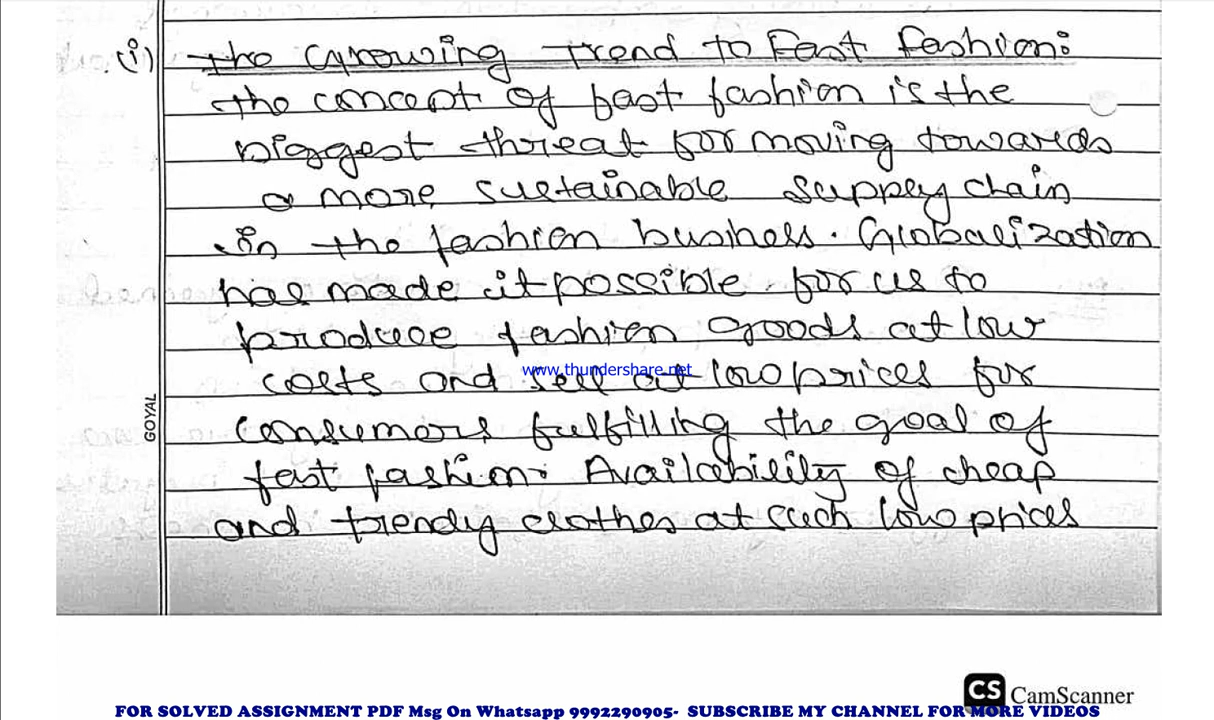 (i) The Growing Trend to Fast Fashion:
the concept of fast fashion is the
biggest threat for moving towards
a more sustainable supply chain
in the fashion business. Globalization
has made it possible for us to
produce fashion goods at low
www.thundershare.net
costs and sell at low prices for
consumers fulfilling the goal of
fast fashion. Availability of cheap
and trendy clothes at such low prices
GOYAL
CS CamScanner
FOR SOLVED ASSIGNMENT PDF Msg On Whatsapp 9992290905- SUBSCRIBE MY CHANNEL FOR MORE VIDEOS